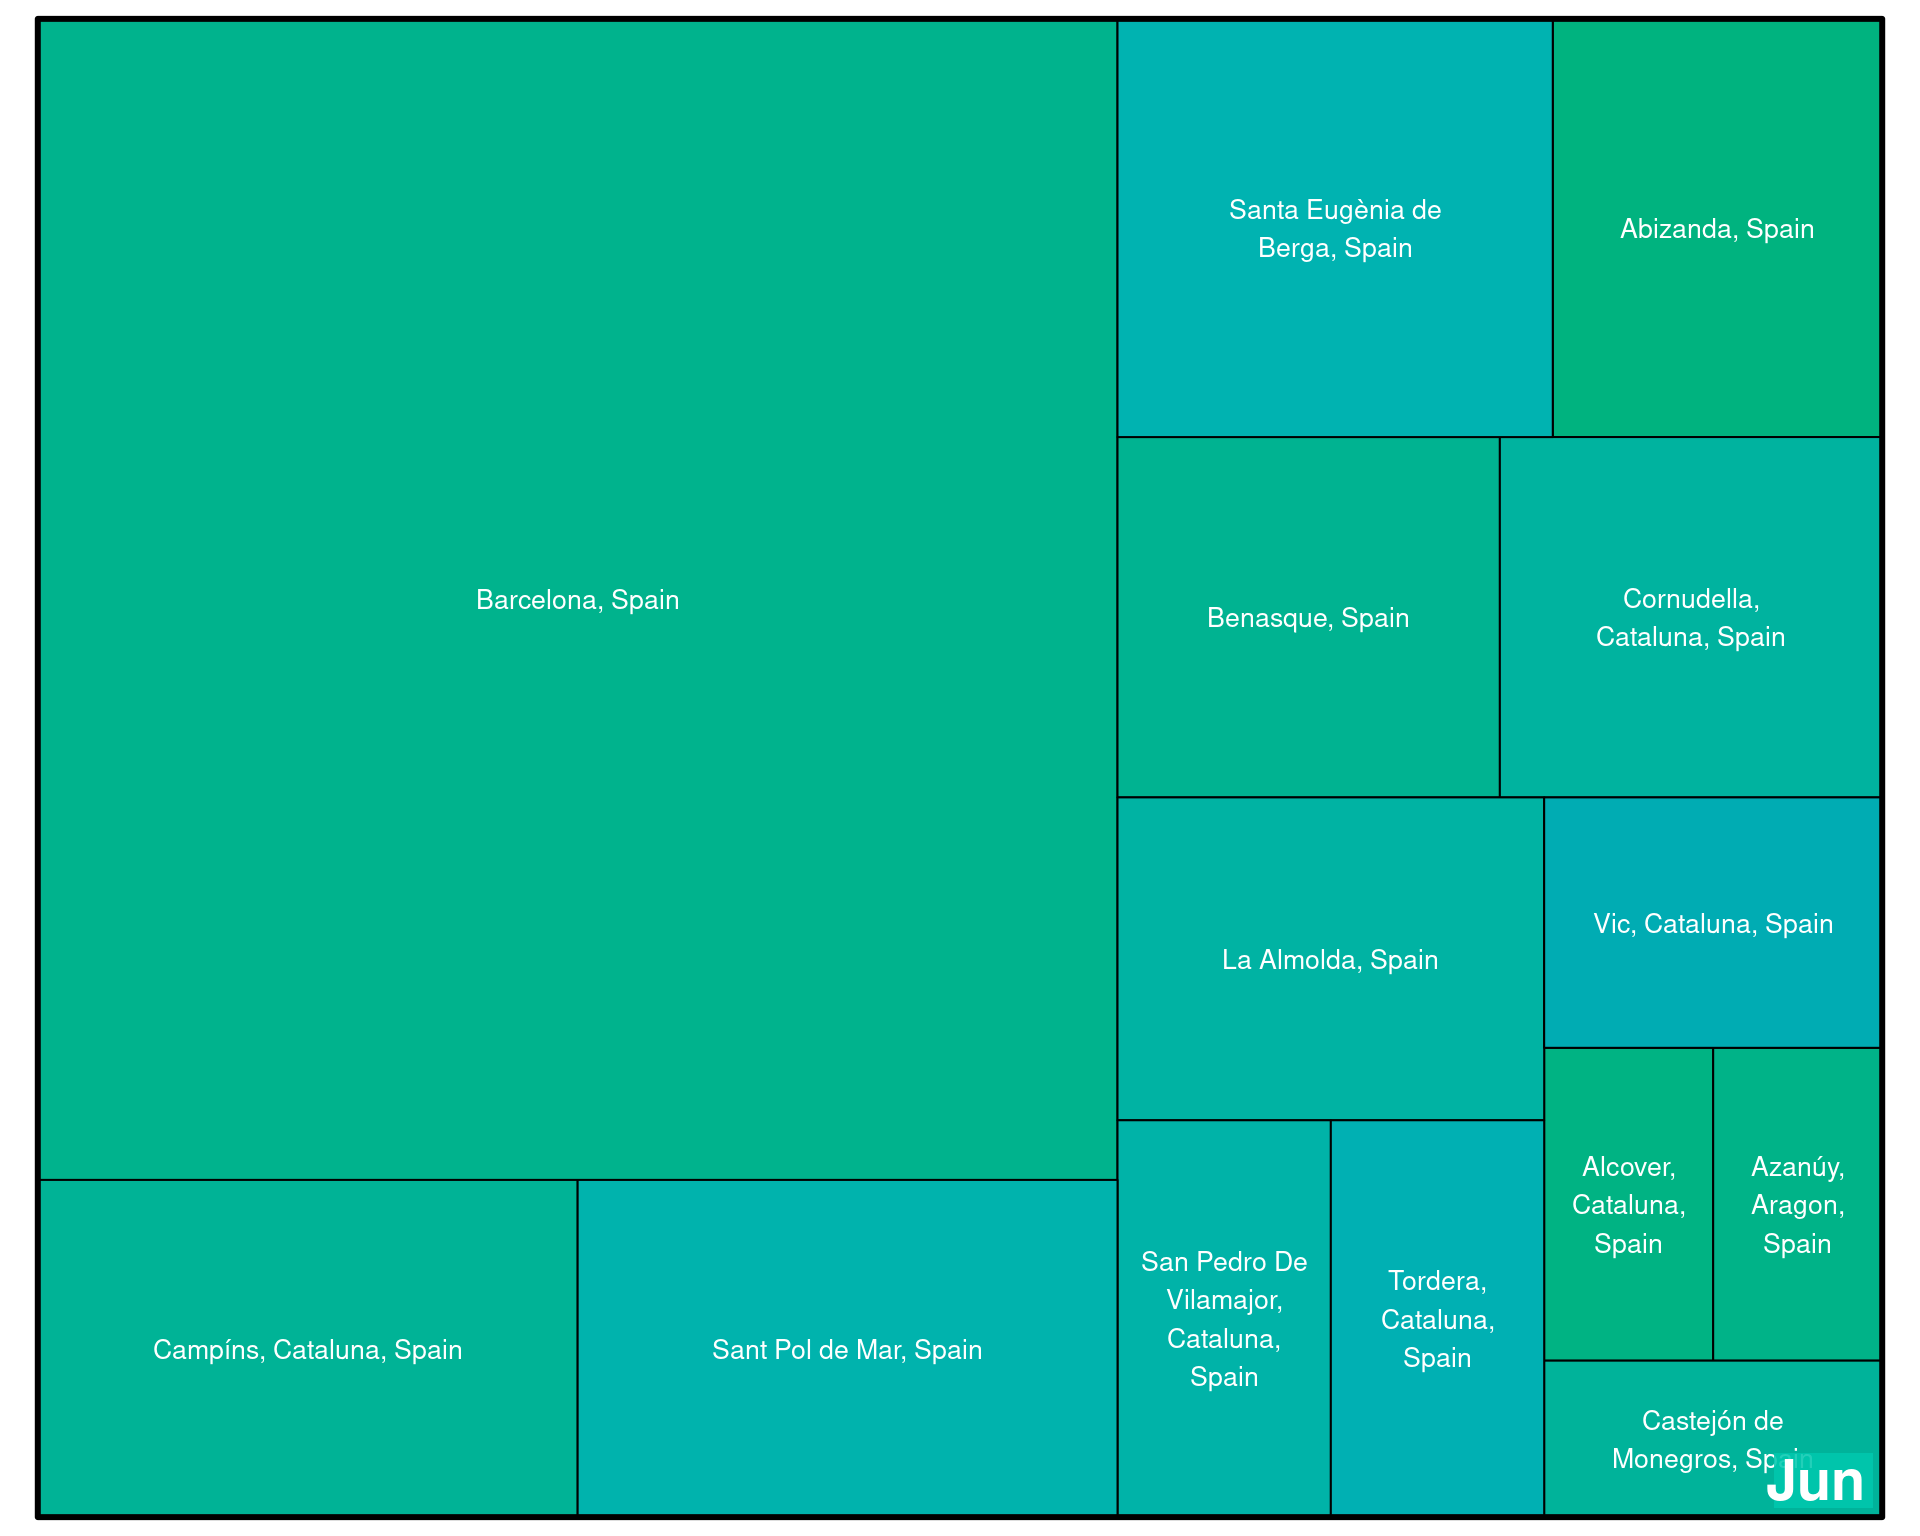 Barcelona, Spain
Santa Eugènia de
Berga, Spain
Abizanda, Spain
Benasque, Spain
Cornudella,
Cataluna, Spain
La Almolda, Spain
Vic, Cataluna, Spain
Campíns, Cataluna, Spain
Sant Pol de Mar, Spain
San Pedro De
Vilamajor,
Cataluna,
Spain
Tordera,
Cataluna,
Spain
Alcover,
Cataluna,
Spain
Azanúy,
Aragon,
Spain
Castejón de
Monegros, Spain
Jun